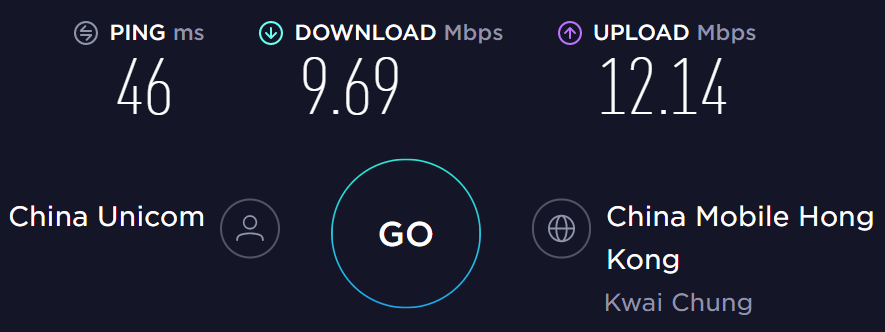 PING ms
DOWNLOAD Mbps
UPLOAD Mbps
46
9.69
12.14
China Unicom
GO
China Mobile Hong
Kong
Kwai Chung